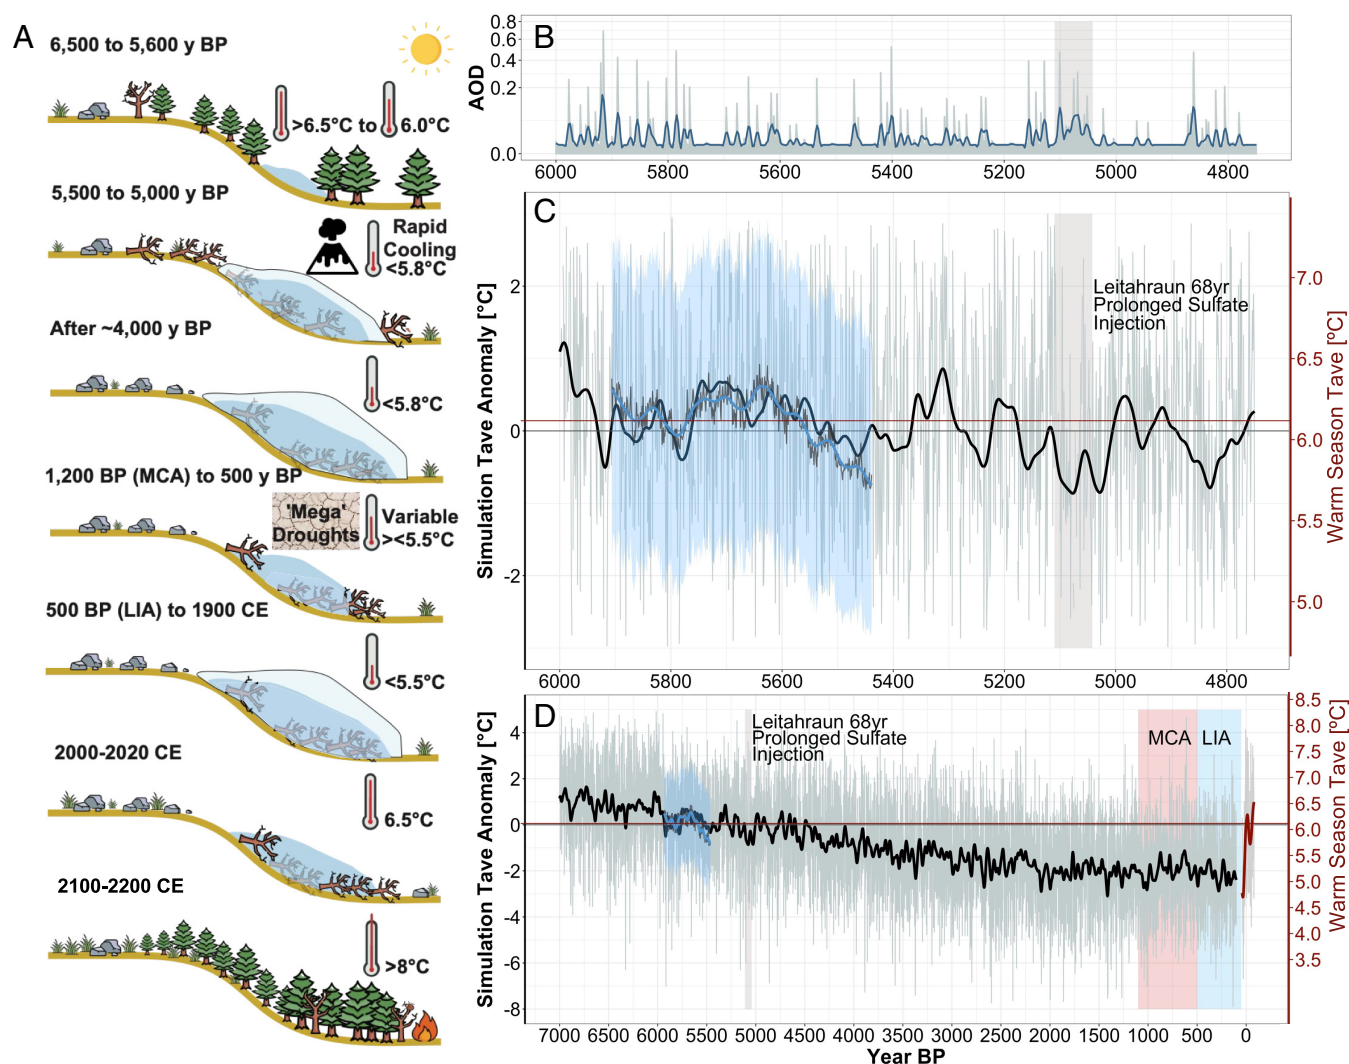 A
6,500 to 5,600 y BP
>6.5°C to
6.0°C
5,500 to 5,000 y BP
Rapid
Cooling
<5.8°C
After ~4,000 y BP
<5.8°C
1,200 BP (MCA) to 500 y BP
'Mega'
Droughts
Variable
><5.5°C
500 BP (LIA) to 1900 CE
<5.5°C
2000-2020 CE
6.5°C
2100-2200 CE
>8°C
B
AOD
0.8
0.6
0.4
0.2
0.0
6000 5800 5600 5400 5200 5000 4800
C
Simulation Tave Anomaly [°C]
2
0
-2
Leitahraun 68yr
Prolonged Sulfate
Injection
7.0
6.5
6.0
5.5
5.0
Warm Season Tave [ºC]
6000 5800 5600 5400 5200 5000 4800
D
Simulation Tave Anomaly [°C]
4
2
0
-2
-4
-6
-8
Leitahraun 68yr
Prolonged Sulfate
Injection
MCA
LIA
8.5
8.0
7.5
7.0
6.5
6.0
5.5
5.0
4.5
4.0
3.5
Warm Season Tave [ºC]
7000 6500 6000 5500 5000 4500 4000 3500 3000 2500 2000 1500 1000 500 0
Year BP